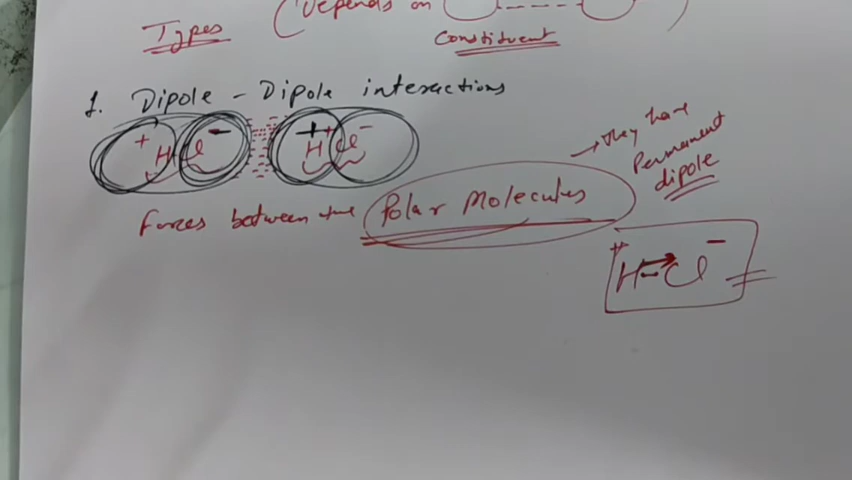 Types (Depends on
Constituent
1. Dipole - Dipole interactions
+ H Cl - + H Cl -
Forces between the Polar Molecules
→ They have
Permanent
dipole
+ H → Cl -